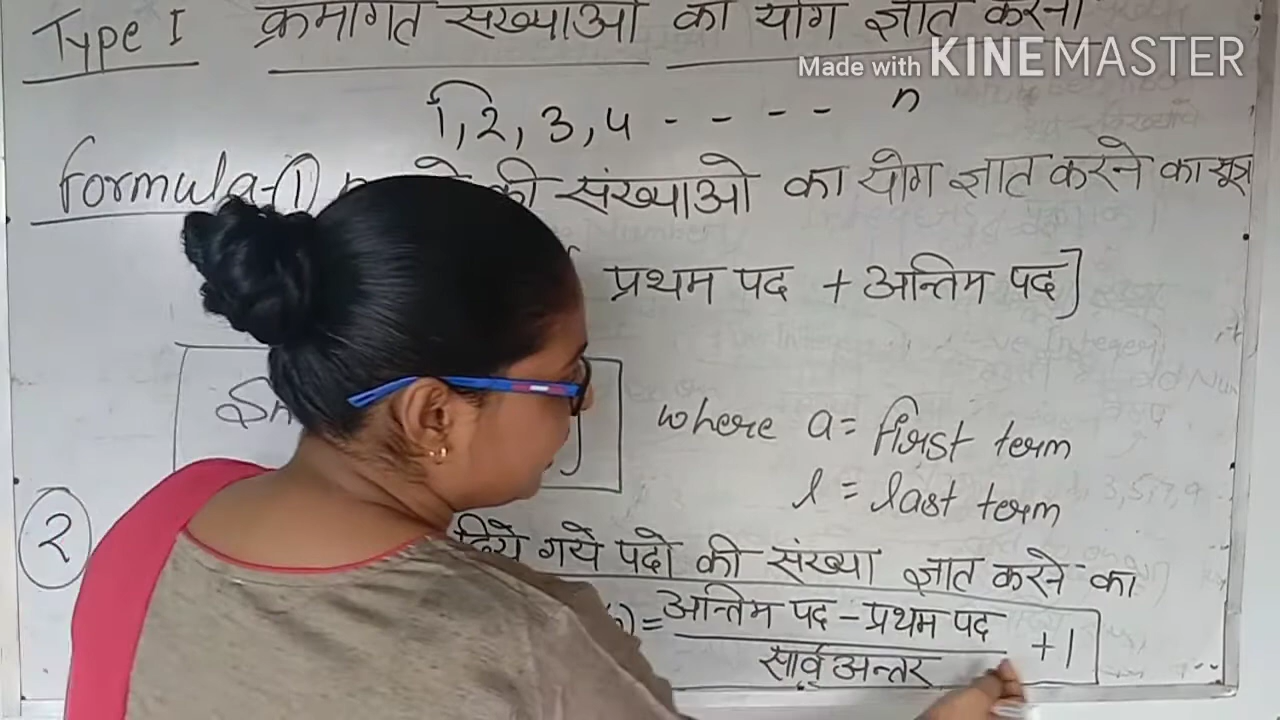 Type I क्रमागत संख्याओ का योग ज्ञात करना
Made with KINEMASTER
1, 2, 3, 4 - - - - n
Formula-① की संख्याओ का योग ज्ञात करने का सूत्र
प्रथम पद + अन्तिम पद]
Sn
where a = first term
l = last term
② दिये गये पदो की संख्या ज्ञात करने का
= अन्तिम पद - प्रथम पद + 1
सार्व अन्तर